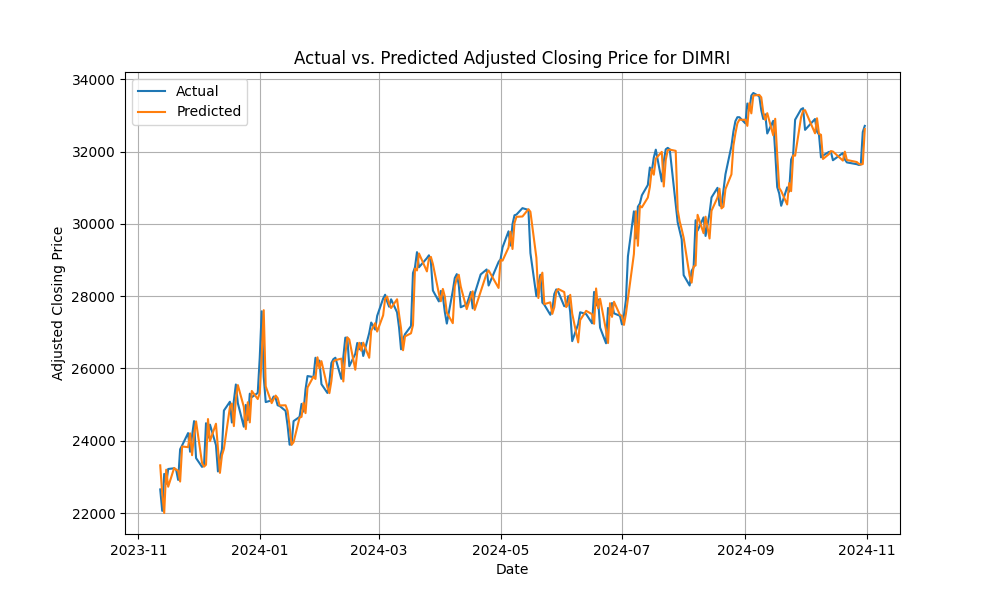 Actual vs. Predicted Adjusted Closing Price for DIMRI
Actual
Predicted
34000
32000
30000
28000
26000
24000
22000
Adjusted Closing Price
2023-11
2024-01
2024-03
2024-05
2024-07
2024-09
2024-11
Date